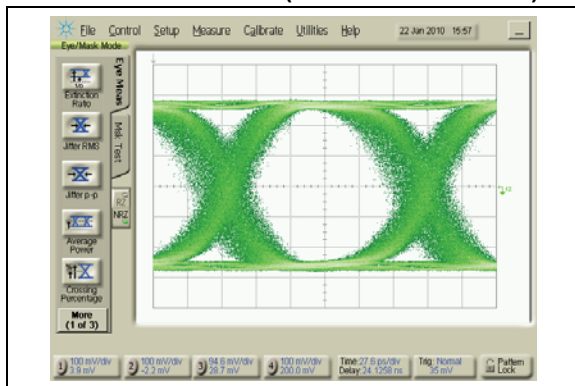 File Control Setup Measure Calibrate Utilities Help 22 Jan 2010 16:57
Eye/Mask Mode
Eye Meas
Msk Test
Extinction
Ratio
Jitter RMS
Jitter p-p
RZ
NRZ
Average
Power
Crossing
Percentage
More
(1 of 3)
1) 100 mV/div 2) 100 mV/div 3) 94.6 mV/div 4) 100 mV/div Time:27.6 ps/div Trig: Normal Pattern
3.9 mV -2.2 mV 28.7 mV 200.0 mV Delay:24.1258 ns 35 mV Lock